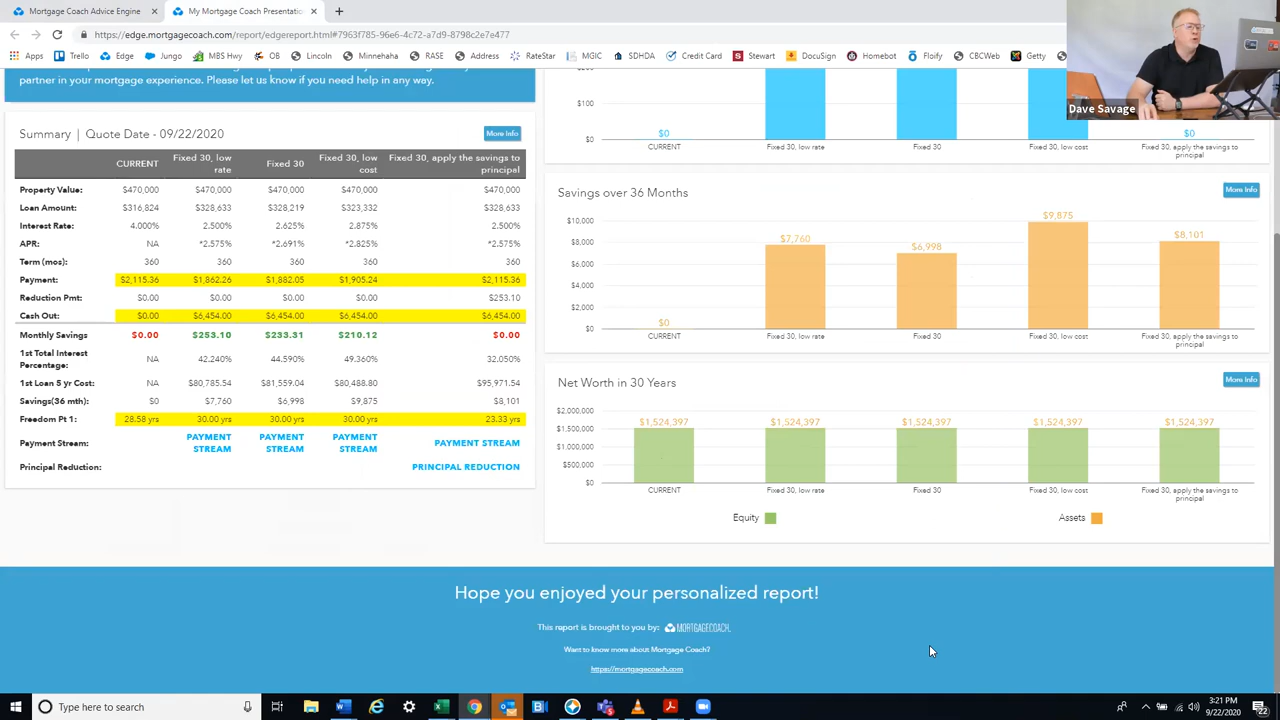 Mortgage Coach Advice Engine
My Mortgage Coach Presentation
https://edge.mortgagecoach.com/report/edgereport.html#7963f785-96e6-4c72-a7d9-8798c2e7e477
Apps Trello Edge Jungo MBS Hwy Lincoln Minnehaha RASE Address RateStar MGIC SDHDA Credit Card Stewart DocuSign Homebot Floify CBCWeb Getty
Dave Savage
partner in your mortgage experience. Please let us know if you need help in any way.
Summary | Quote Date - 09/22/2020
More Info
CURRENT Fixed 30, low rate Fixed 30 Fixed 30, low cost Fixed 30, apply the savings to principal
Property Value: $470,000 $470,000 $470,000 $470,000 $470,000
Loan Amount: $316,824 $328,633 $328,219 $323,332 $328,633
Interest Rate: 4.000% 2.500% 2.625% 2.875% 2.500%
APR: NA *2.575% *2.691% *2.825% *2.575%
Term (mos): 360 360 360 360 360
Payment: $2,115.36 $1,862.26 $1,882.05 $1,905.24 $2,115.36
Reduction Pmt: $0.00 $0.00 $0.00 $0.00 $253.10
Cash Out: $0.00 $6,454.00 $6,454.00 $6,454.00 $6,454.00
Monthly Savings $0.00 $253.10 $233.31 $210.12 $0.00
1st Total Interest Percentage: NA 42.240% 44.590% 49.360% 32.050%
1st Loan 5 yr Cost: NA $80,785.54 $81,559.04 $80,488.80 $95,971.54
Savings(36 mth): $0 $7,760 $6,998 $9,875 $8,101
Freedom Pt 1: 28.58 yrs 30.00 yrs 30.00 yrs 30.00 yrs 23.33 yrs
Payment Stream: PAYMENT STREAM PAYMENT STREAM PAYMENT STREAM PAYMENT STREAM
Principal Reduction: PRINCIPAL REDUCTION
$100
$0
$0
$0
CURRENT Fixed 30, low rate Fixed 30 Fixed 30, low cost Fixed 30, apply the savings to principal
Savings over 36 Months
More Info
$10,000
$8,000
$6,000
$4,000
$2,000
$0
$0 $7,760 $6,998 $9,875 $8,101
CURRENT Fixed 30, low rate Fixed 30 Fixed 30, low cost Fixed 30, apply the savings to principal
Net Worth in 30 Years
More Info
$2,000,000
$1,500,000
$1,000,000
$500,000
$0
$1,524,397 $1,524,397 $1,524,397 $1,524,397 $1,524,397
CURRENT Fixed 30, low rate Fixed 30 Fixed 30, low cost Fixed 30, apply the savings to principal
Equity Assets
Hope you enjoyed your personalized report!
This report is brought to you by: MORTGAGECOACH
Want to know more about Mortgage Coach?
https://mortgagecoach.com
Type here to search
3:21 PM
9/22/2020
22